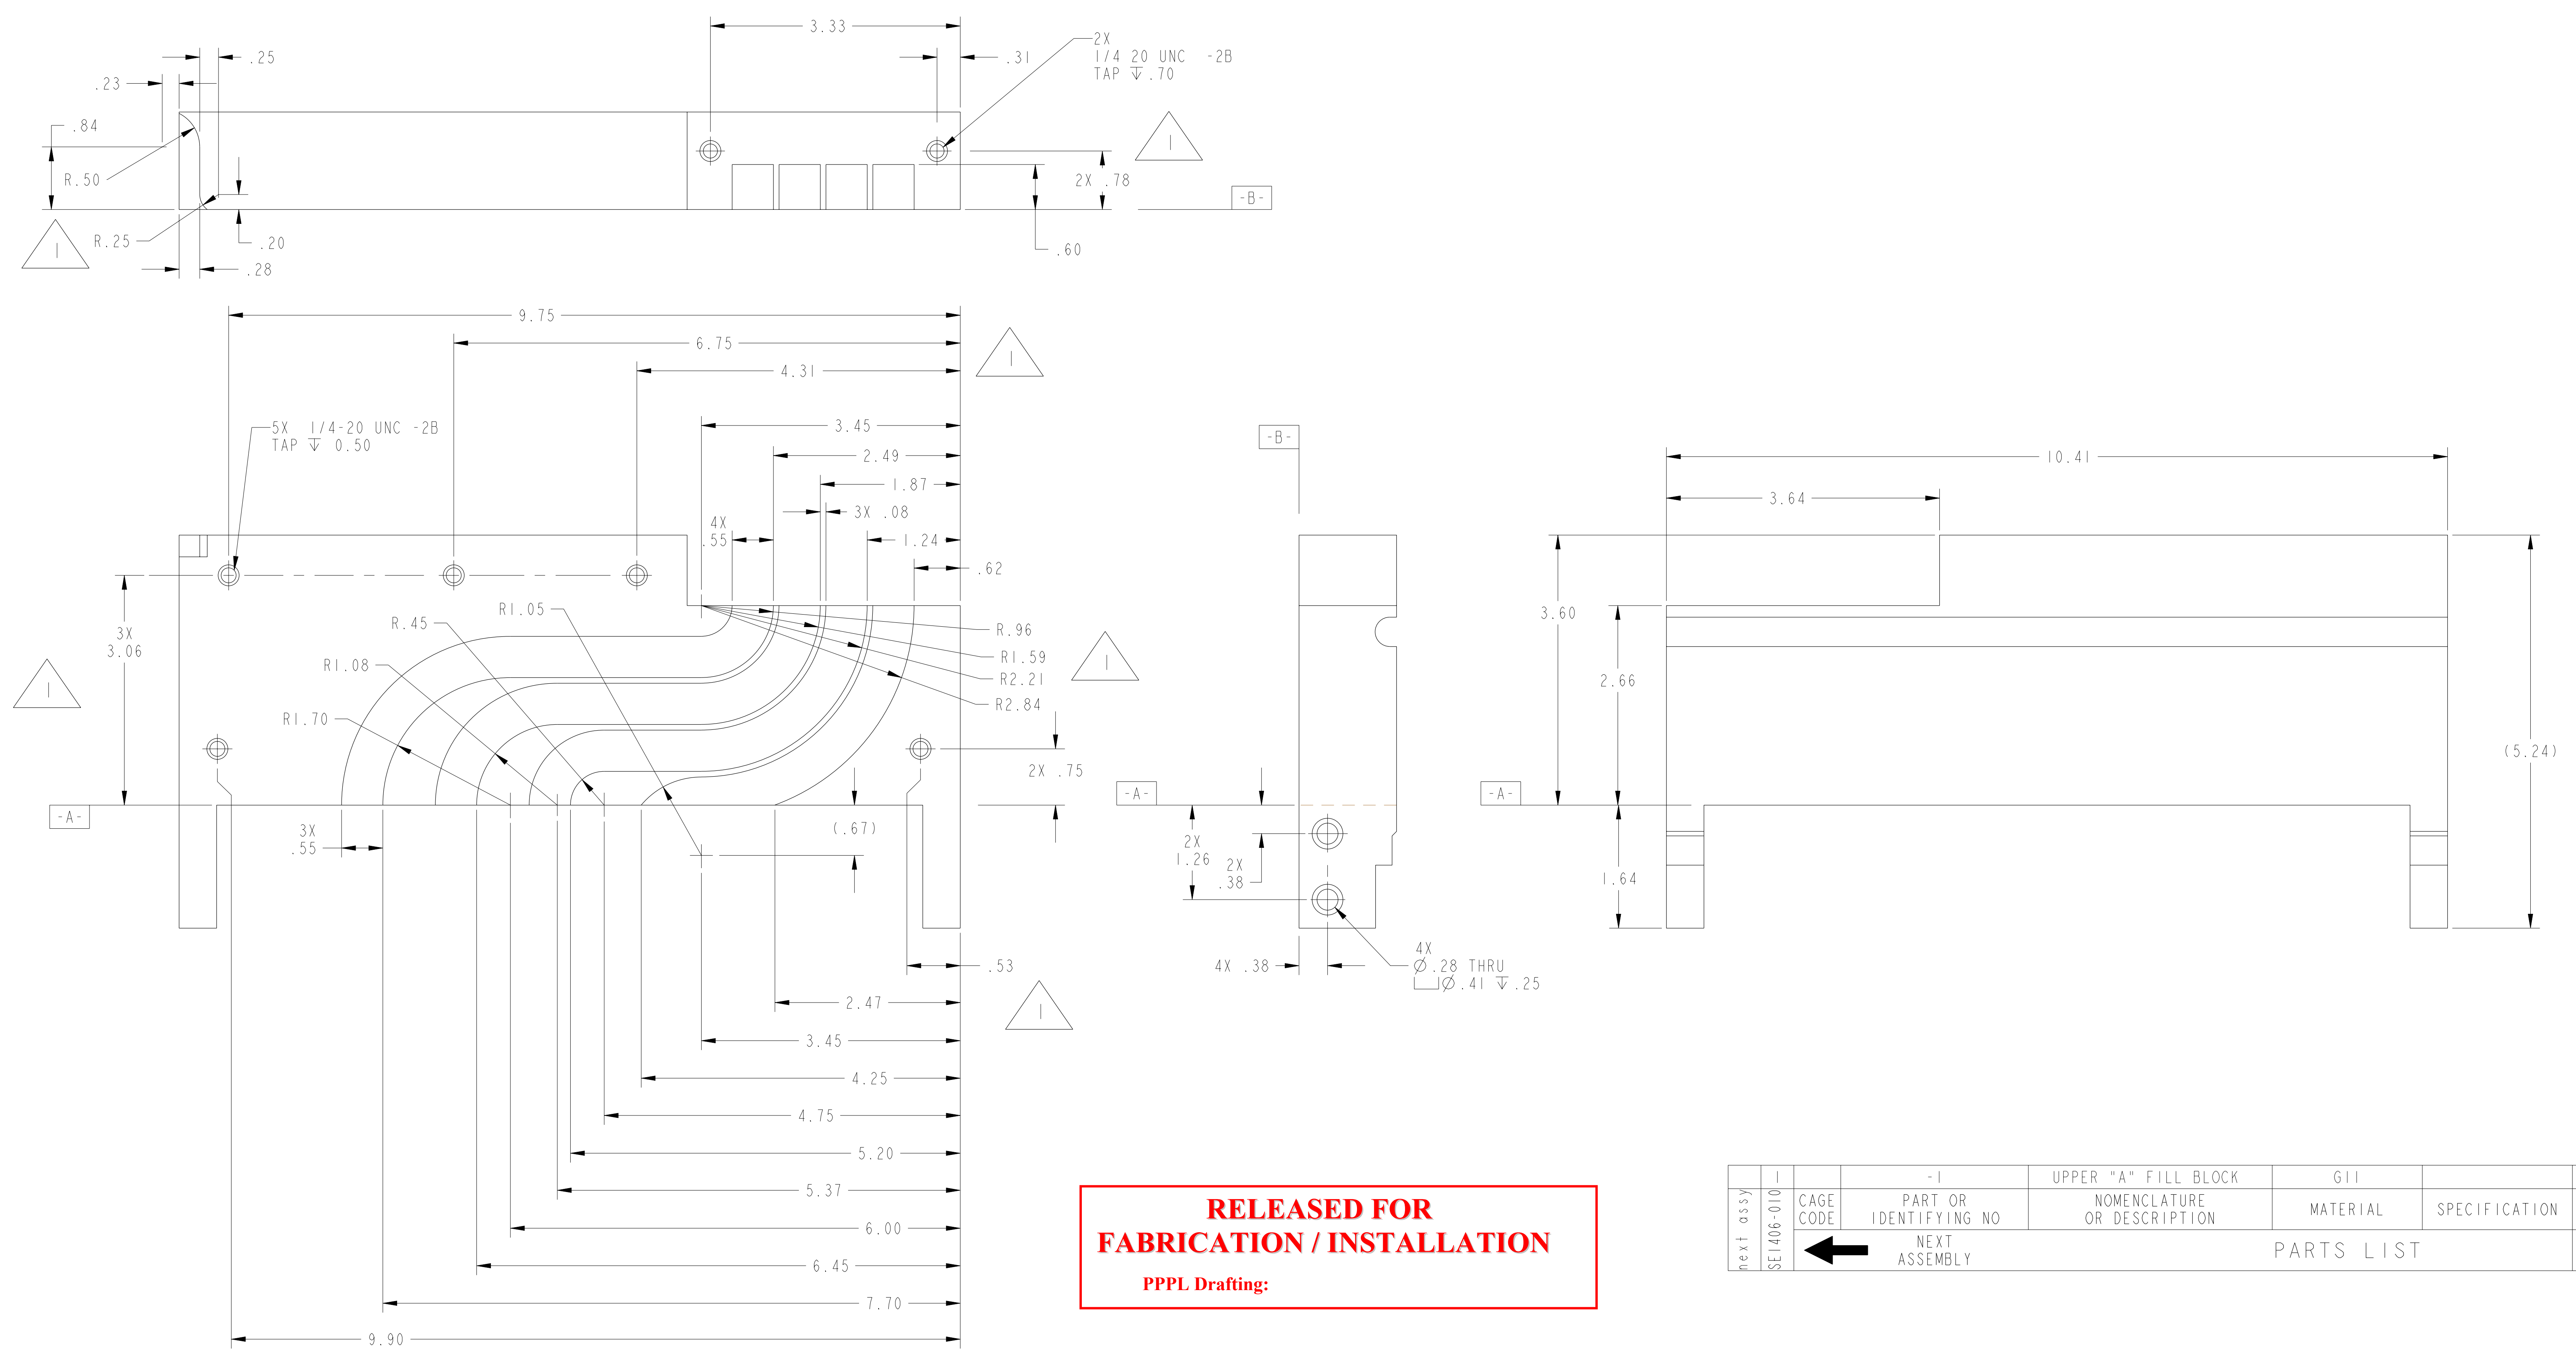 3.33
2X
1/4 20 UNC -2B
TAP ↧ .70
.31
.25
.23
.84
R.50
1
2X .78
-B-
R.25
1
.20
.28
.60
9.75
6.75
1
4.31
5X 1/4-20 UNC -2B
TAP ↧ 0.50
3.45
2.49
1.87
3X .08
4X
.55
1.24
.62
-B-
10.41
3.64
R1.05
R.45
R.96
3X
3.06
R1.08
R1.59
R2.21
R2.84
1
1
R1.70
3.60
2.66
(5.24)
2X .75
-A-
-A-
-A-
3X
.55
(.67)
2X
1.26
2X
.38
1.64
.53
4X .38
4X
⌀.28 THRU
⌴⌀.41 ↧.25
2.47
1
3.45
4.25
4.75
5.20
5.37
6.00
6.45
7.70
9.90
RELEASED FOR
FABRICATION / INSTALLATION
PPPL Drafting:
1
-1
UPPER "A" FILL BLOCK
G11
next assy
SE1406-010
CAGE
CODE
PART OR
IDENTIFYING NO
NOMENCLATURE
OR DESCRIPTION
MATERIAL
SPECIFICATION
NEXT
ASSEMBLY
PARTS LIST